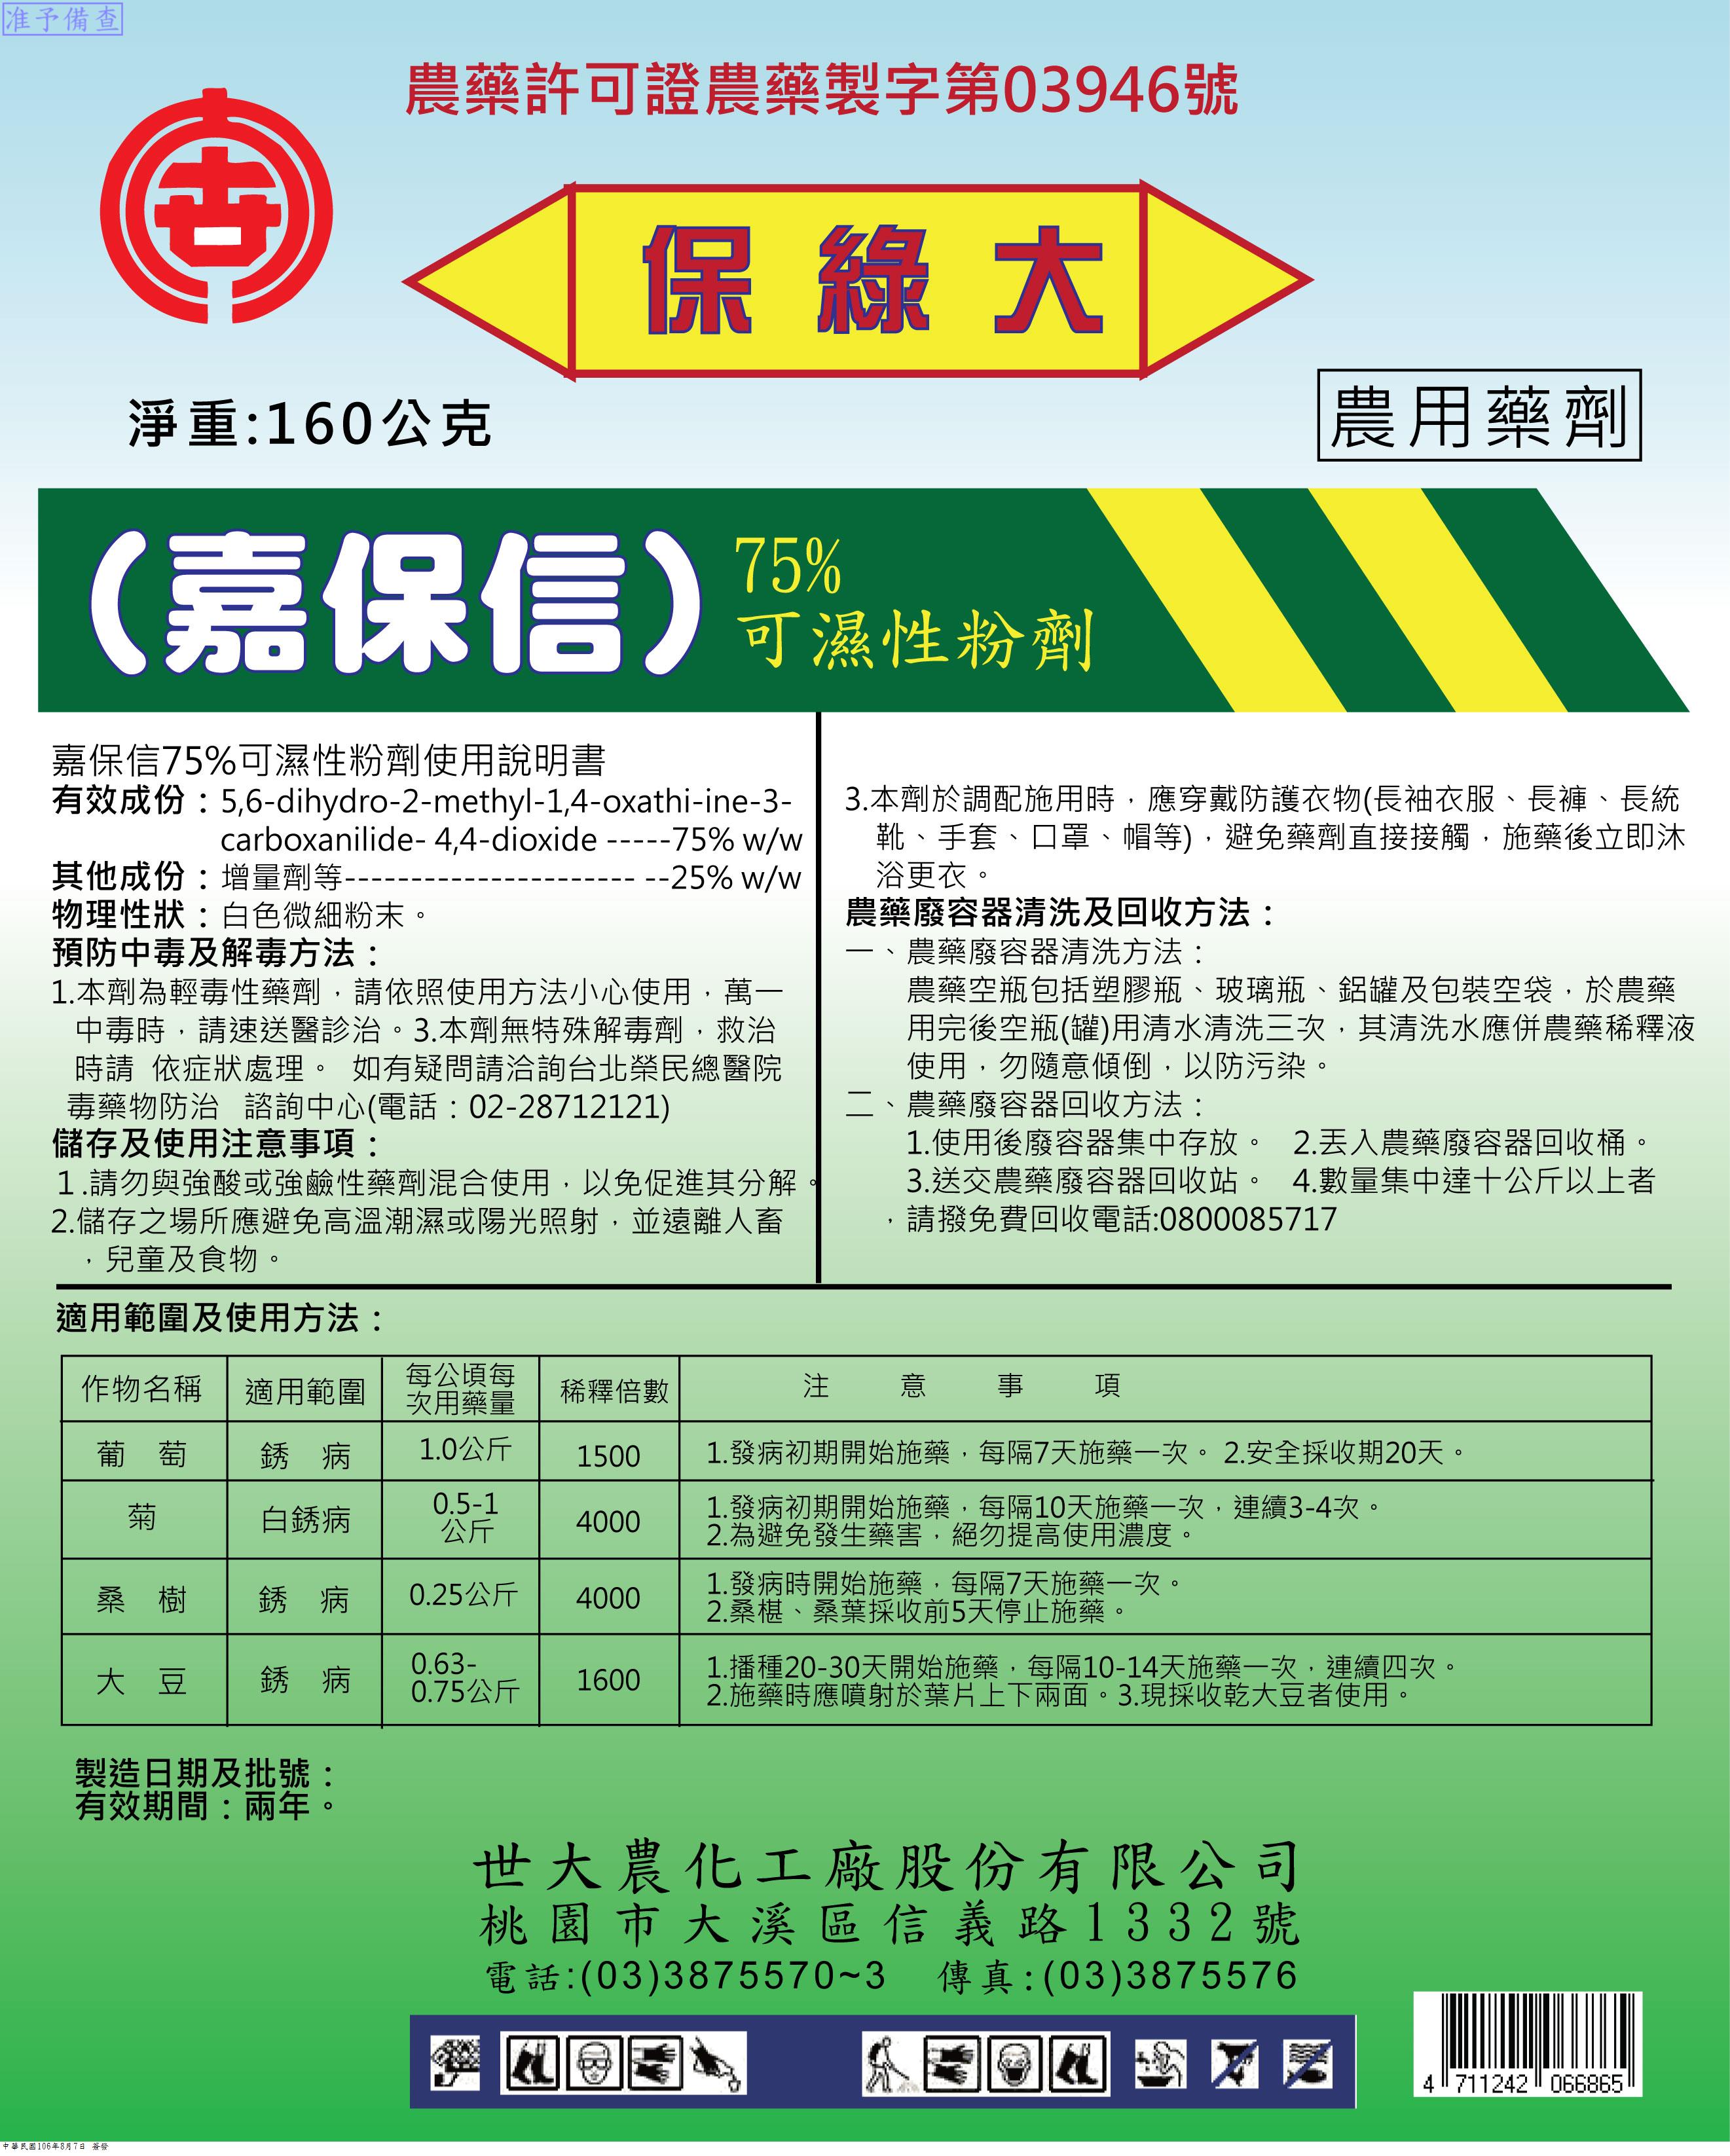 准予備查
農藥許可證農藥製字第03946號
保綠大
淨重:160公克
農用藥劑
(嘉保信)
75%
可濕性粉劑
嘉保信75%可濕性粉劑使用說明書
有效成份：5,6-dihydro-2-methyl-1,4-oxathi-ine-3-
carboxanilide- 4,4-dioxide -----75% w/w
其他成份：增量劑等---------------------- --25% w/w
物理性狀：白色微細粉末。
預防中毒及解毒方法：
1.本劑為輕毒性藥劑，請依照使用方法小心使用，萬一
中毒時，請速送醫診治。3.本劑無特殊解毒劑，救治
時請 依症狀處理。 如有疑問請洽詢台北榮民總醫院
毒藥物防治 諮詢中心(電話：02-28712121)
儲存及使用注意事項：
１.請勿與強酸或強鹼性藥劑混合使用，以免促進其分解。
2.儲存之場所應避免高溫潮濕或陽光照射，並遠離人畜
，兒童及食物。
3.本劑於調配施用時，應穿戴防護衣物(長袖衣服、長褲、長統
靴、手套、口罩、帽等)，避免藥劑直接接觸，施藥後立即沐
浴更衣。
農藥廢容器清洗及回收方法：
一、農藥廢容器清洗方法：
農藥空瓶包括塑膠瓶、玻璃瓶、鋁罐及包裝空袋，於農藥
用完後空瓶(罐)用清水清洗三次，其清洗水應併農藥稀釋液
使用，勿隨意傾倒，以防污染。
二、農藥廢容器回收方法：
1.使用後廢容器集中存放。 2.丟入農藥廢容器回收桶。
3.送交農藥廢容器回收站。 4.數量集中達十公斤以上者
，請撥免費回收電話:0800085717
適用範圍及使用方法：
作物名稱 適用範圍 每公頃每次用藥量 稀釋倍數 注 意 事 項
葡 萄 銹 病 1.0公斤 1500 1.發病初期開始施藥，每隔7天施藥一次。 2.安全採收期20天。
菊 白銹病 0.5-1公斤 4000 1.發病初期開始施藥，每隔10天施藥一次，連續3-4次。
2.為避免發生藥害，絕勿提高使用濃度。
桑 樹 銹 病 0.25公斤 4000 1.發病時開始施藥，每隔7天施藥一次。
2.桑椹、桑葉採收前5天停止施藥。
大 豆 銹 病 0.63-0.75公斤 1600 1.播種20-30天開始施藥，每隔10-14天施藥一次，連續四次。
2.施藥時應噴射於葉片上下兩面。3.現採收乾大豆者使用。
製造日期及批號：
有效期間：兩年。
世大農化工廠股份有限公司
桃園市大溪區信義路1332號
電話:(03)3875570~3 傳真:(03)3875576
4 711242 066865
中華民國106年8月7日 簽發